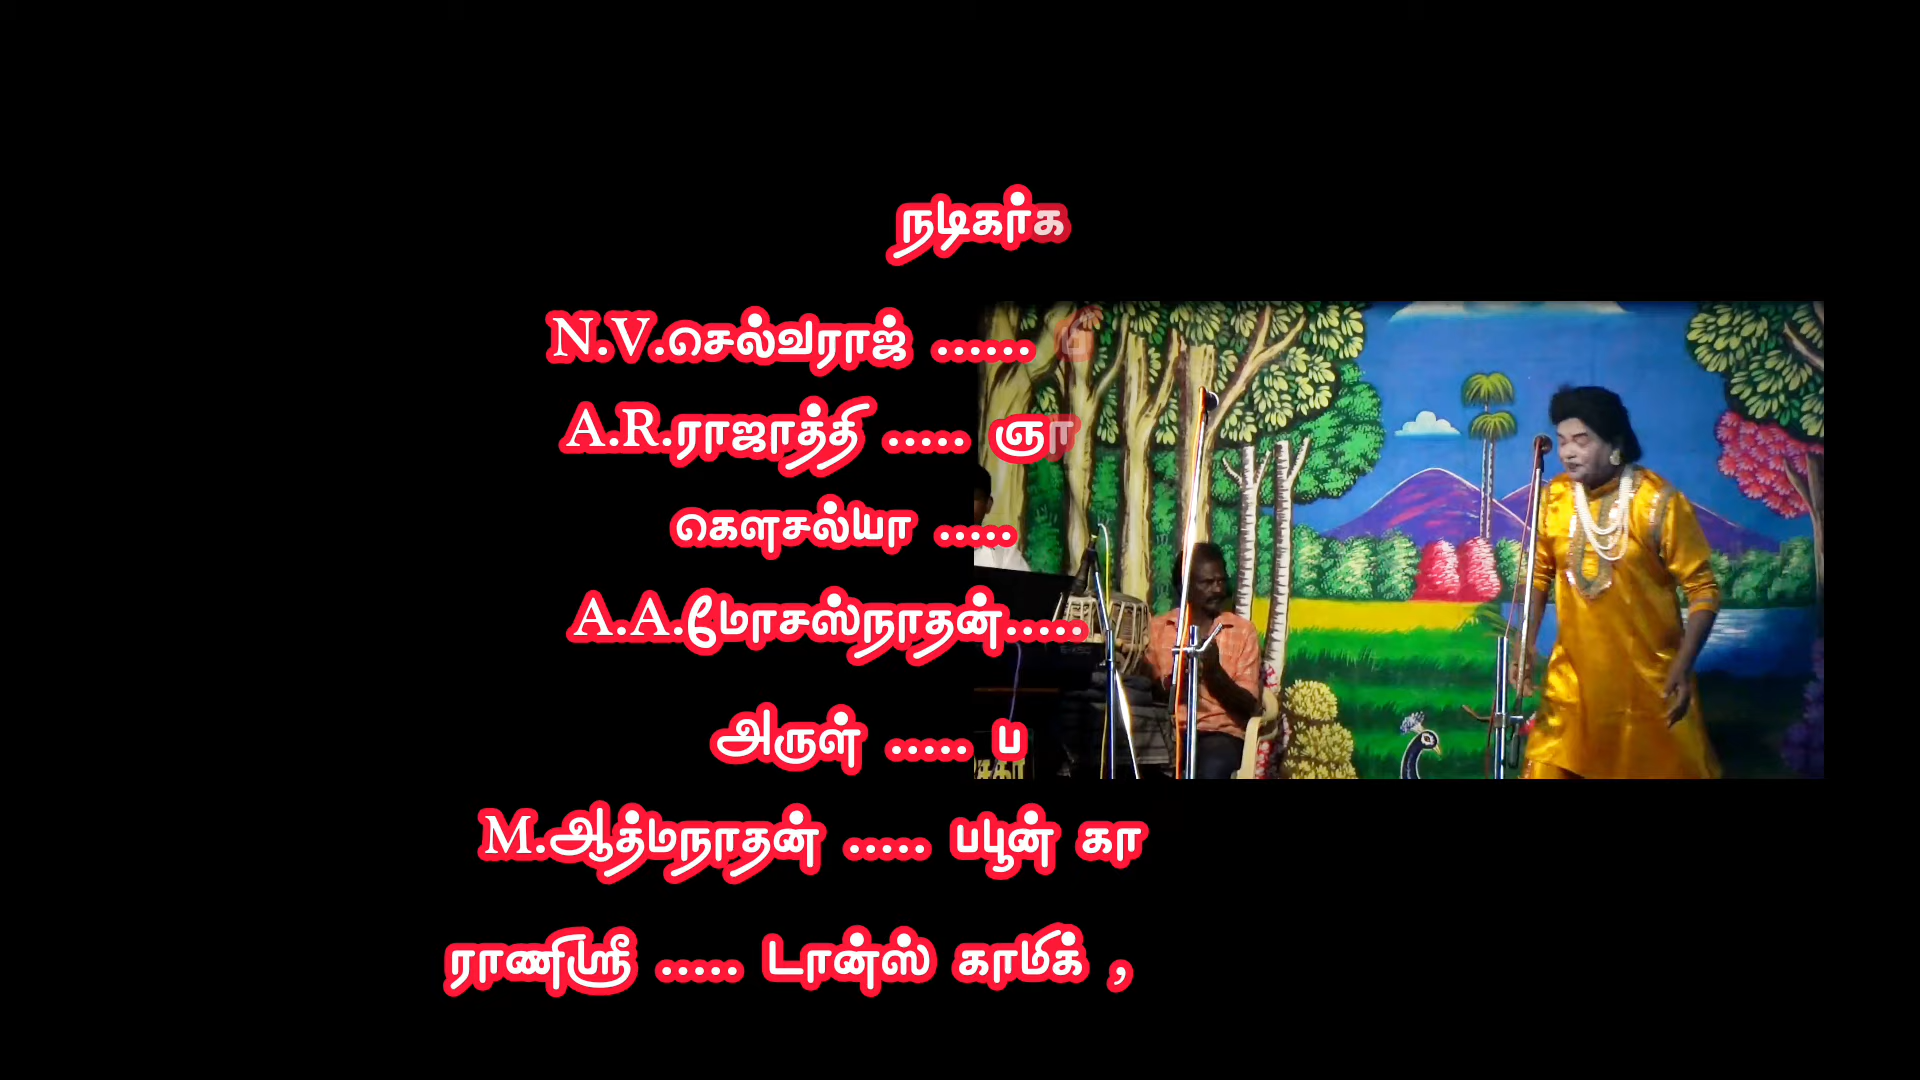 நடிகர்க
N.V.செல்வராஜ் ......
A.R.ராஜாத்தி ..... ஞா
கௌசல்யா .....
A.A.மோசஸ்நாதன்.....
அருள் ..... ப
M.ஆத்மநாதன் ..... பபூன் கா
ராணிஸ்ரீ ..... டான்ஸ் காமிக் ,